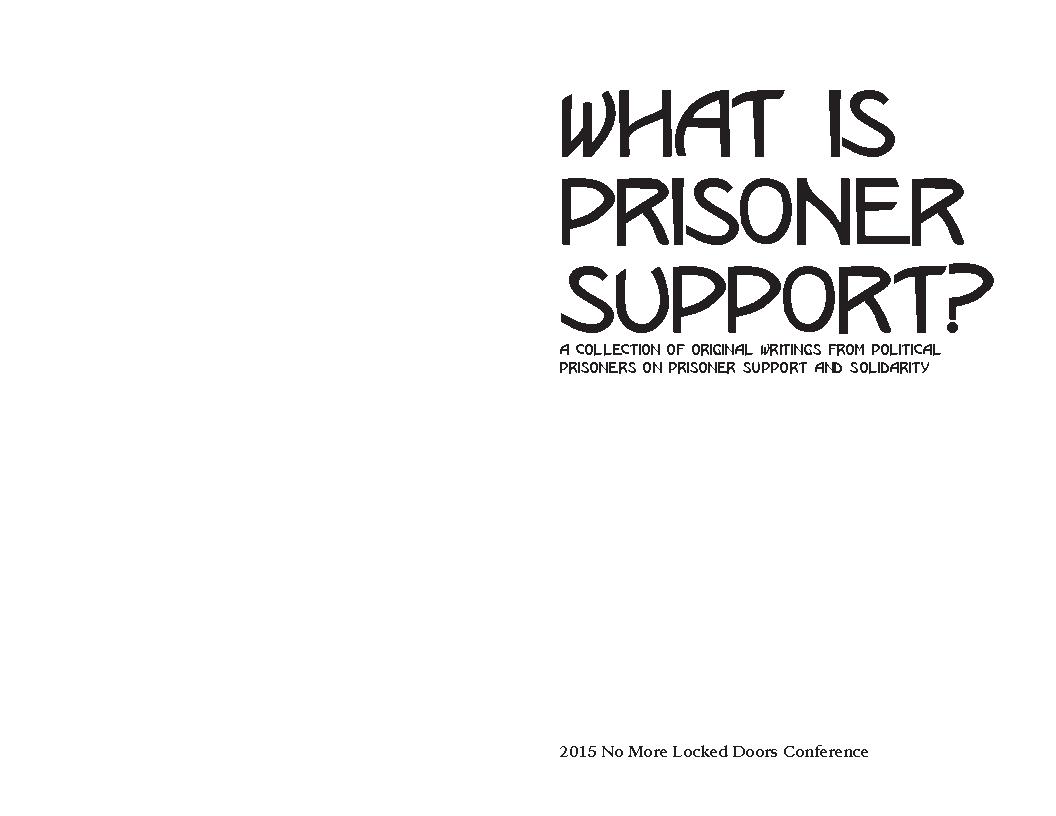 WHAT IS
PRISONER
SUPPORT?
A COLLECTION OF ORIGINAL WRITINGS FROM POLITICAL
PRISONERS ON PRISONER SUPPORT AND SOLIDARITY
2015 No More Locked Doors Conference